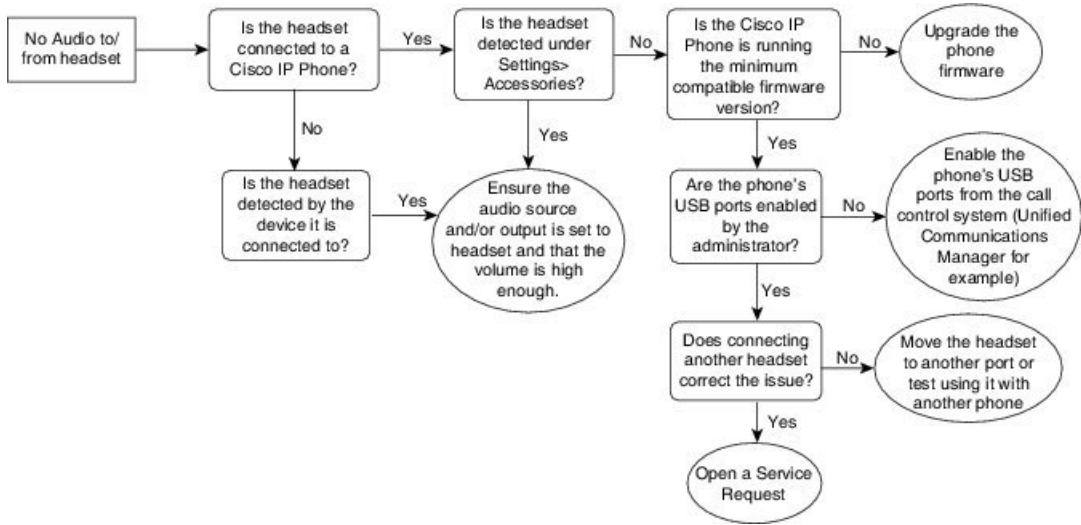 No Audio to/
from headset
Is the headset
connected to a
Cisco IP Phone?
Yes
Is the headset
detected under
Settings>
Accessories?
No
Is the Cisco IP
Phone is running
the minimum
compatible firmware
version?
No
Upgrade the
phone
firmware
No
Yes
Yes
Is the headset
detected by the
device it is
connected to?
Yes
Ensure the
audio source
and/or output is set to
headset and that the
volume is high
enough.
Are the phone's
USB ports enabled
by the
administrator?
No
Enable the
phone's USB
ports from the call
control system (Unified
Communications
Manager for
example)
Yes
Does connecting
another headset
correct the issue?
No
Move the headset
to another port or
test using it with
another phone
Yes
Open a Service
Request